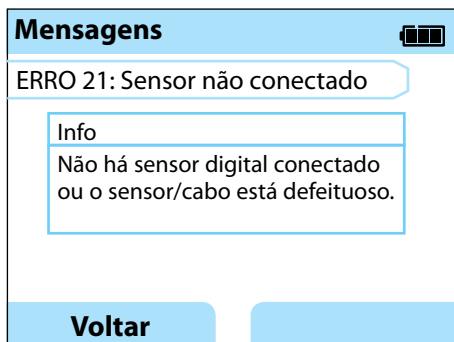 Mensagens
ERRO 21: Sensor não conectado
Info
Não há sensor digital conectado
ou o sensor/cabo está defeituoso.
Voltar